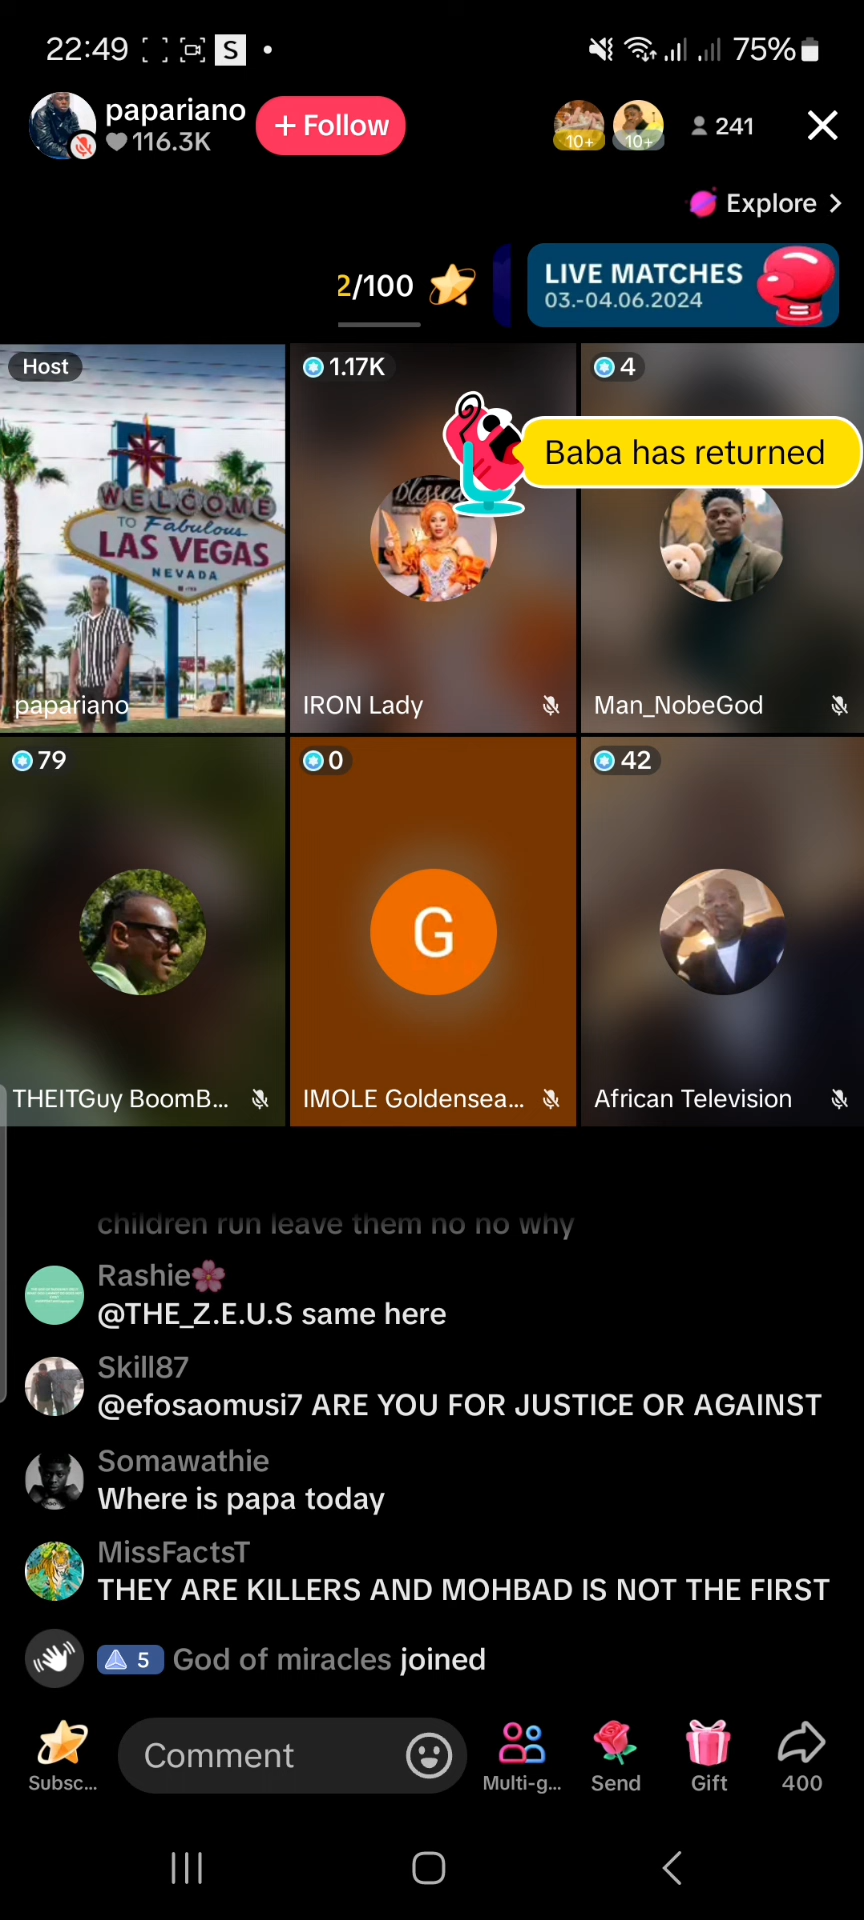 22:49
S
75%
papariano
116.3K
+ Follow
10+
10+
241
Explore
2/100
LIVE MATCHES
03.-04.06.2024
Host
1.17K
4
Baba has returned
Blessed
WELCOME
TO Fabulous
LAS VEGAS
NEVADA
papariano
IRON Lady
Man_NobeGod
79
0
42
G
THEITGuy BoomB...
IMOLE Goldensea...
African Television
children run leave them no no why
Rashie🌸
@THE_Z.E.U.S same here
Skill87
@efosaomusi7 ARE YOU FOR JUSTICE OR AGAINST
Somawathie
Where is papa today
MissFactsT
THEY ARE KILLERS AND MOHBAD IS NOT THE FIRST
5 God of miracles joined
Comment
Subsc...
Multi-g...
Send
Gift
400